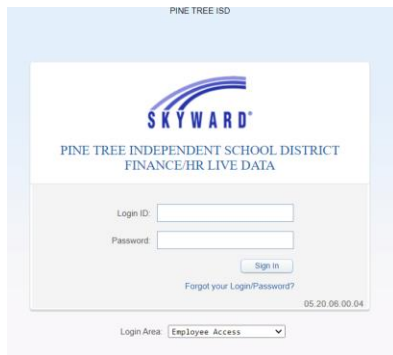 PINE TREE ISD
SKYWARD®
PINE TREE INDEPENDENT SCHOOL DISTRICT
FINANCE/HR LIVE DATA
Login ID:
Password:
Sign In
Forgot your Login/Password?
05.20.06.00.04
Login Area: Employee Access